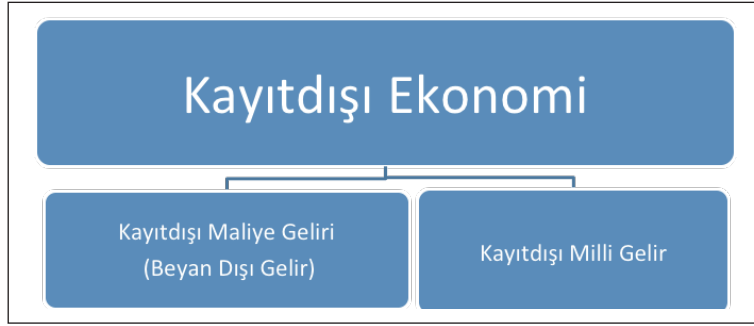 Kayıtdışı Ekonomi
Kayıtdışı Maliye Geliri
(Beyan Dışı Gelir)
Kayıtdışı Milli Gelir